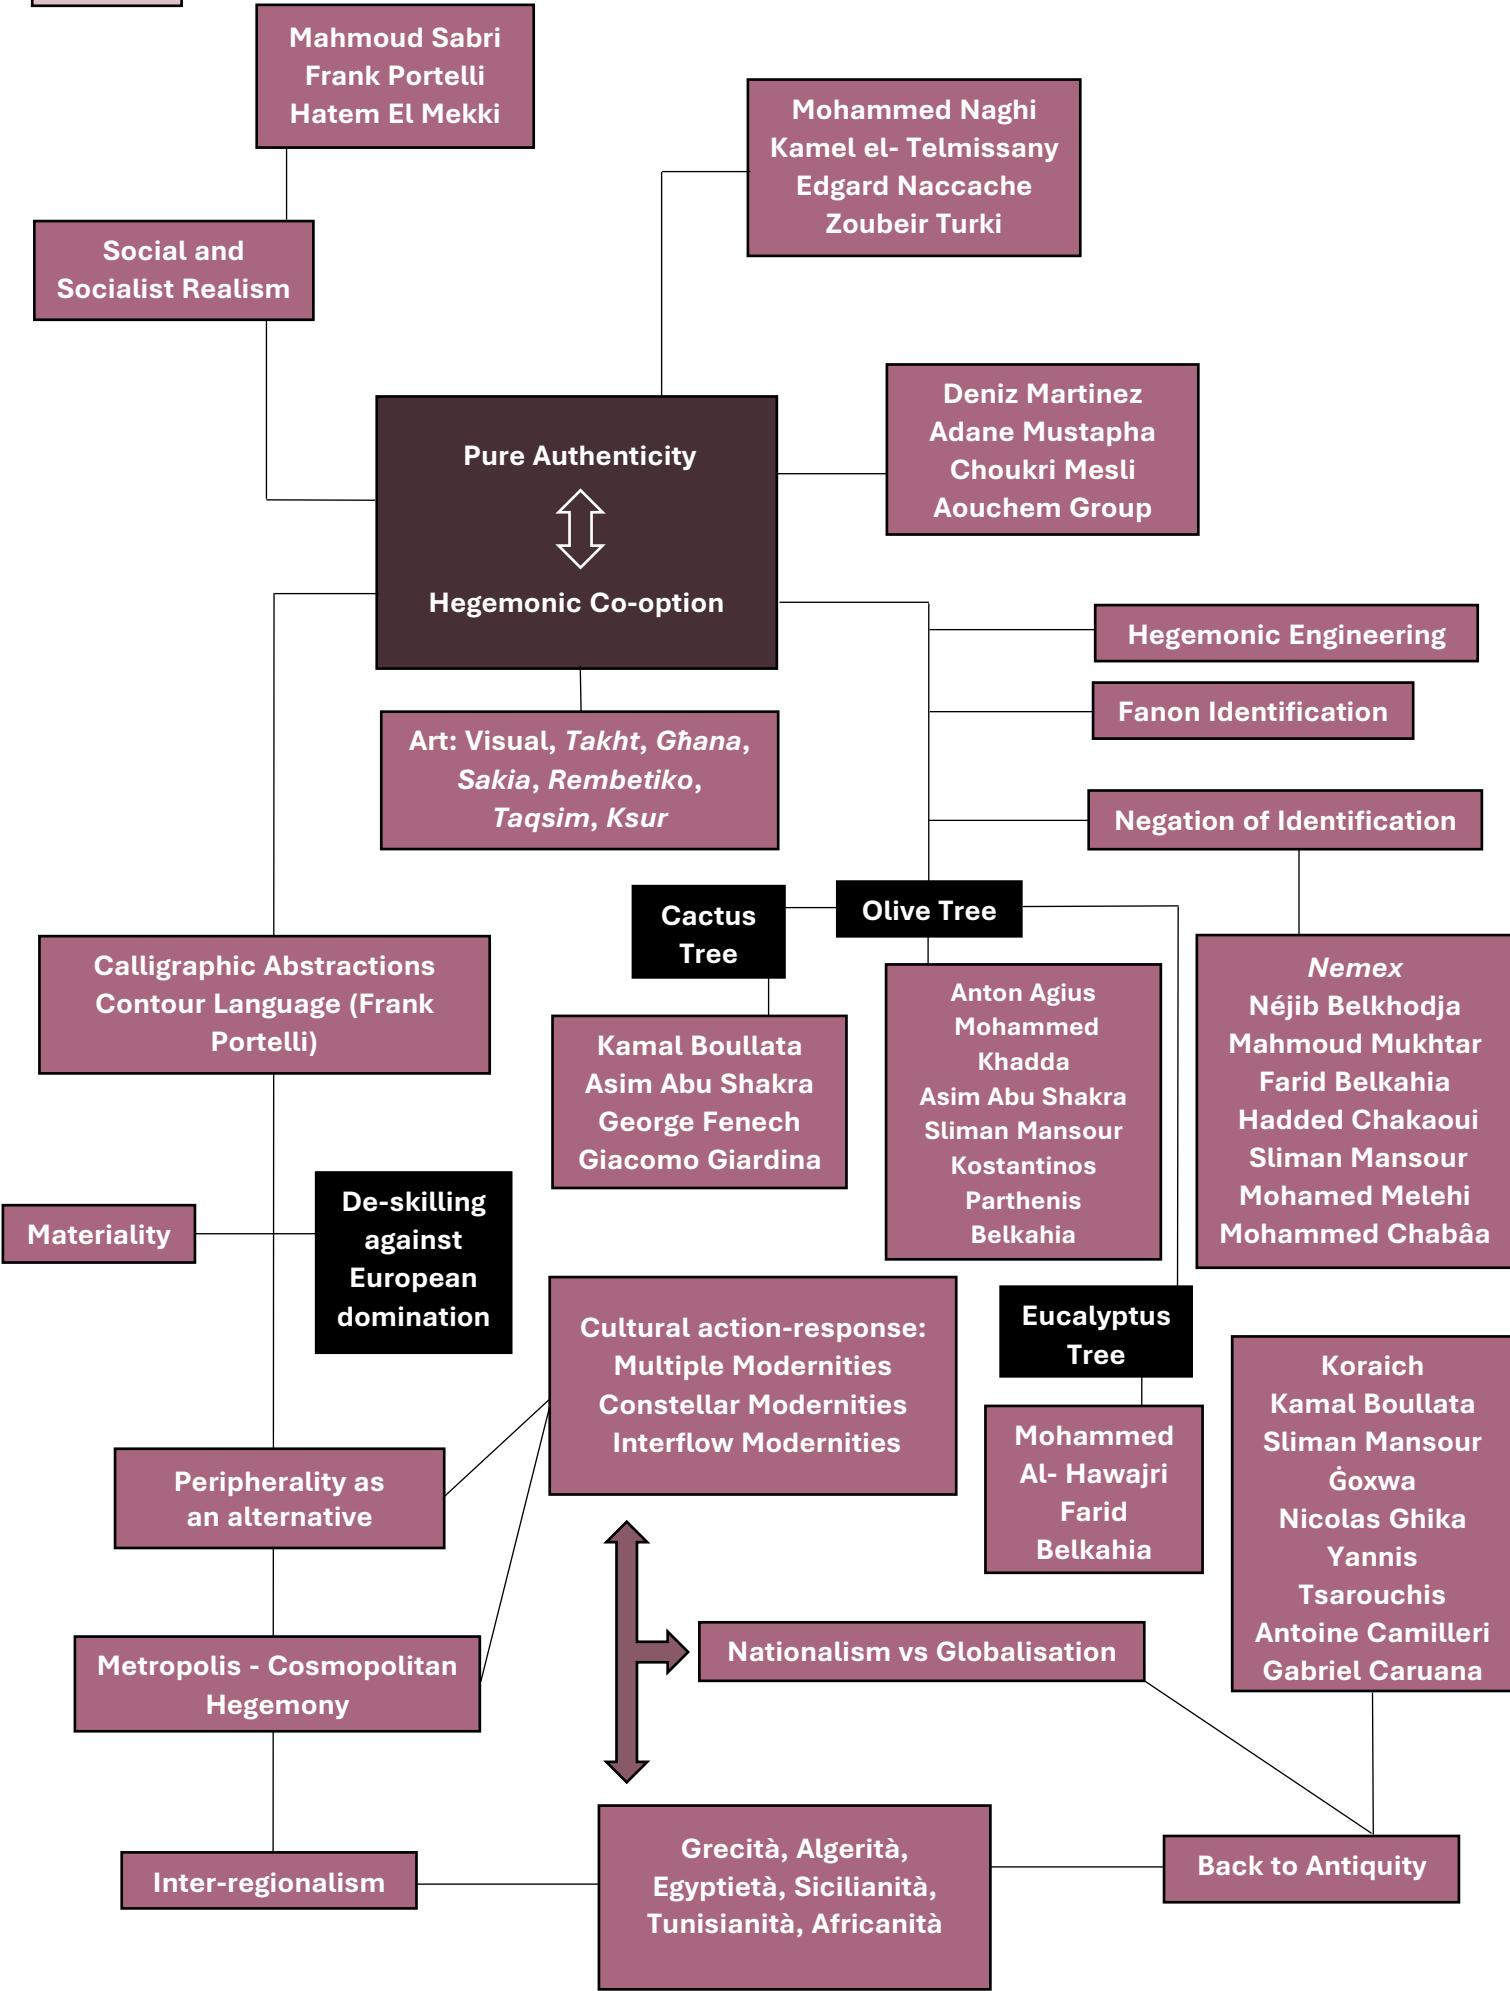 Mahmoud Sabri
Frank Portelli
Hatem El Mekki
Mohammed Naghi
Kamel el- Telmissany
Edgard Naccache
Zoubeir Turki
Social and
Socialist Realism
Deniz Martinez
Adane Mustapha
Choukri Mesli
Aouchem Group
Pure Authenticity
Hegemonic Co-option
Hegemonic Engineering
Fanon Identification
Art: Visual, Takht, Għana,
Sakia, Rembetiko,
Taqsim, Ksur
Negation of Identification
Cactus
Tree
Olive Tree
Calligraphic Abstractions
Contour Language (Frank
Portelli)
Kamal Boullata
Asim Abu Shakra
George Fenech
Giacomo Giardina
Anton Agius
Mohammed
Khadda
Asim Abu Shakra
Sliman Mansour
Kostantinos
Parthenis
Belkahia
Nemex
Néjib Belkhodja
Mahmoud Mukhtar
Farid Belkahia
Hadded Chakaoui
Sliman Mansour
Mohamed Melehi
Mohammed Chabâa
Materiality
De-skilling
against
European
domination
Cultural action-response:
Multiple Modernities
Constellar Modernities
Interflow Modernities
Eucalyptus
Tree
Mohammed
Al- Hawajri
Farid
Belkahia
Koraich
Kamal Boullata
Sliman Mansour
Ġoxwa
Nicolas Ghika
Yannis
Tsarouchis
Antoine Camilleri
Gabriel Caruana
Peripherality as
an alternative
Metropolis - Cosmopolitan
Hegemony
Nationalism vs Globalisation
Inter-regionalism
Grecità, Algerità,
Egyptietà, Sicilianità,
Tunisianità, Africanità
Back to Antiquity